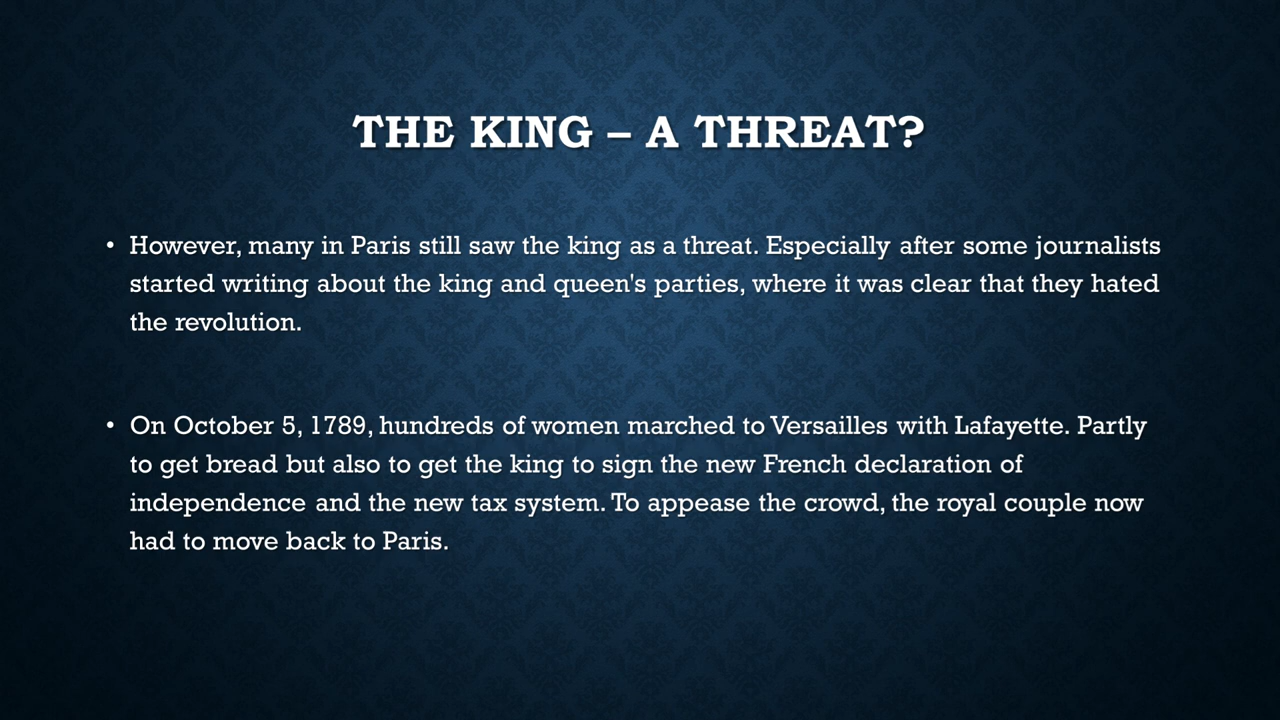 THE KING – A THREAT?
• However, many in Paris still saw the king as a threat. Especially after some journalists
started writing about the king and queen's parties, where it was clear that they hated
the revolution.
• On October 5, 1789, hundreds of women marched to Versailles with Lafayette. Partly
to get bread but also to get the king to sign the new French declaration of
independence and the new tax system. To appease the crowd, the royal couple now
had to move back to Paris.